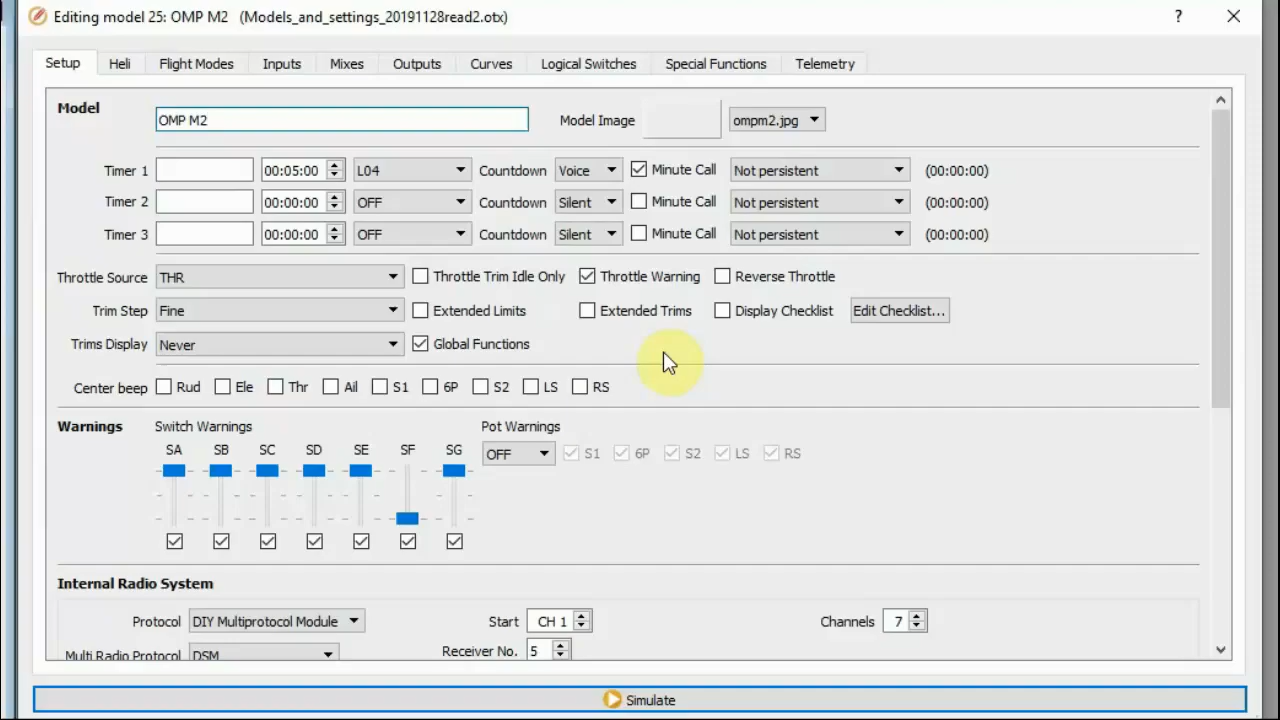 Editing model 25: OMP M2 (Models_and_settings_20191128read2.otx) ?
Setup Heli Flight Modes Inputs Mixes Outputs Curves Logical Switches Special Functions Telemetry
Model OMP M2 Model Image ompm2.jpg
Timer 1 00:05:00 L04 Countdown Voice Minute Call Not persistent (00:00:00)
Timer 2 00:00:00 OFF Countdown Silent Minute Call Not persistent (00:00:00)
Timer 3 00:00:00 OFF Countdown Silent Minute Call Not persistent (00:00:00)
Throttle Source THR Throttle Trim Idle Only Throttle Warning Reverse Throttle
Trim Step Fine Extended Limits Extended Trims Display Checklist Edit Checklist...
Trims Display Never Global Functions
Center beep Rud Ele Thr Ail S1 6P S2 LS RS
Warnings Switch Warnings Pot Warnings
SA SB SC SD SE SF SG OFF S1 6P S2 LS RS
Internal Radio System
Protocol DIY Multiprotocol Module Start CH 1 Channels 7
Multi Radio Protocol DSM Receiver No. 5
Simulate